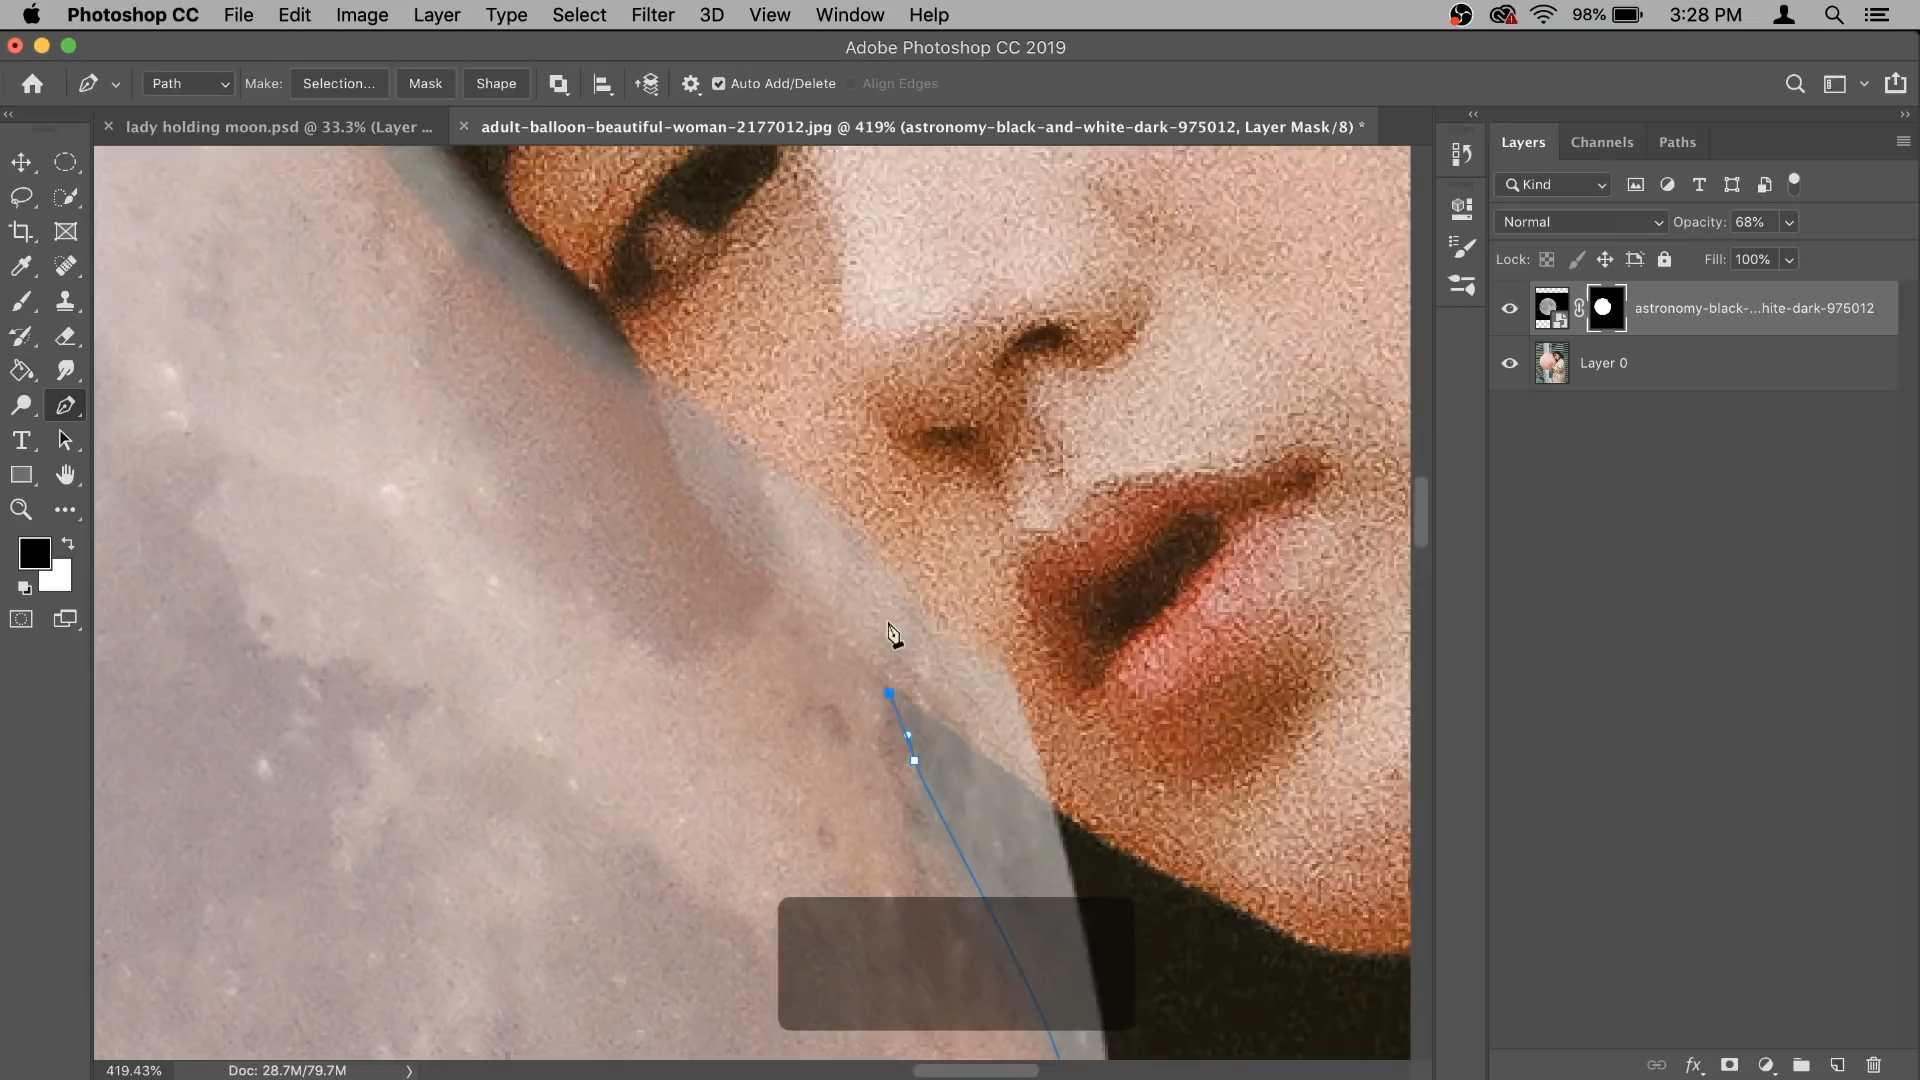 Photoshop CC File Edit Image Layer Type Select Filter 3D View Window Help 98% 3:28 PM
Adobe Photoshop CC 2019
Path Make: Selection... Mask Shape Auto Add/Delete Align Edges
lady holding moon.psd @ 33.3% (Layer ... adult-balloon-beautiful-woman-2177012.jpg @ 419% (astronomy-black-and-white-dark-975012, Layer Mask/8) *
Layers Channels Paths
Kind
Normal Opacity: 68%
Lock: Fill: 100%
astronomy-black-...hite-dark-975012
Layer 0
419.43% Doc: 28.7M/79.7M